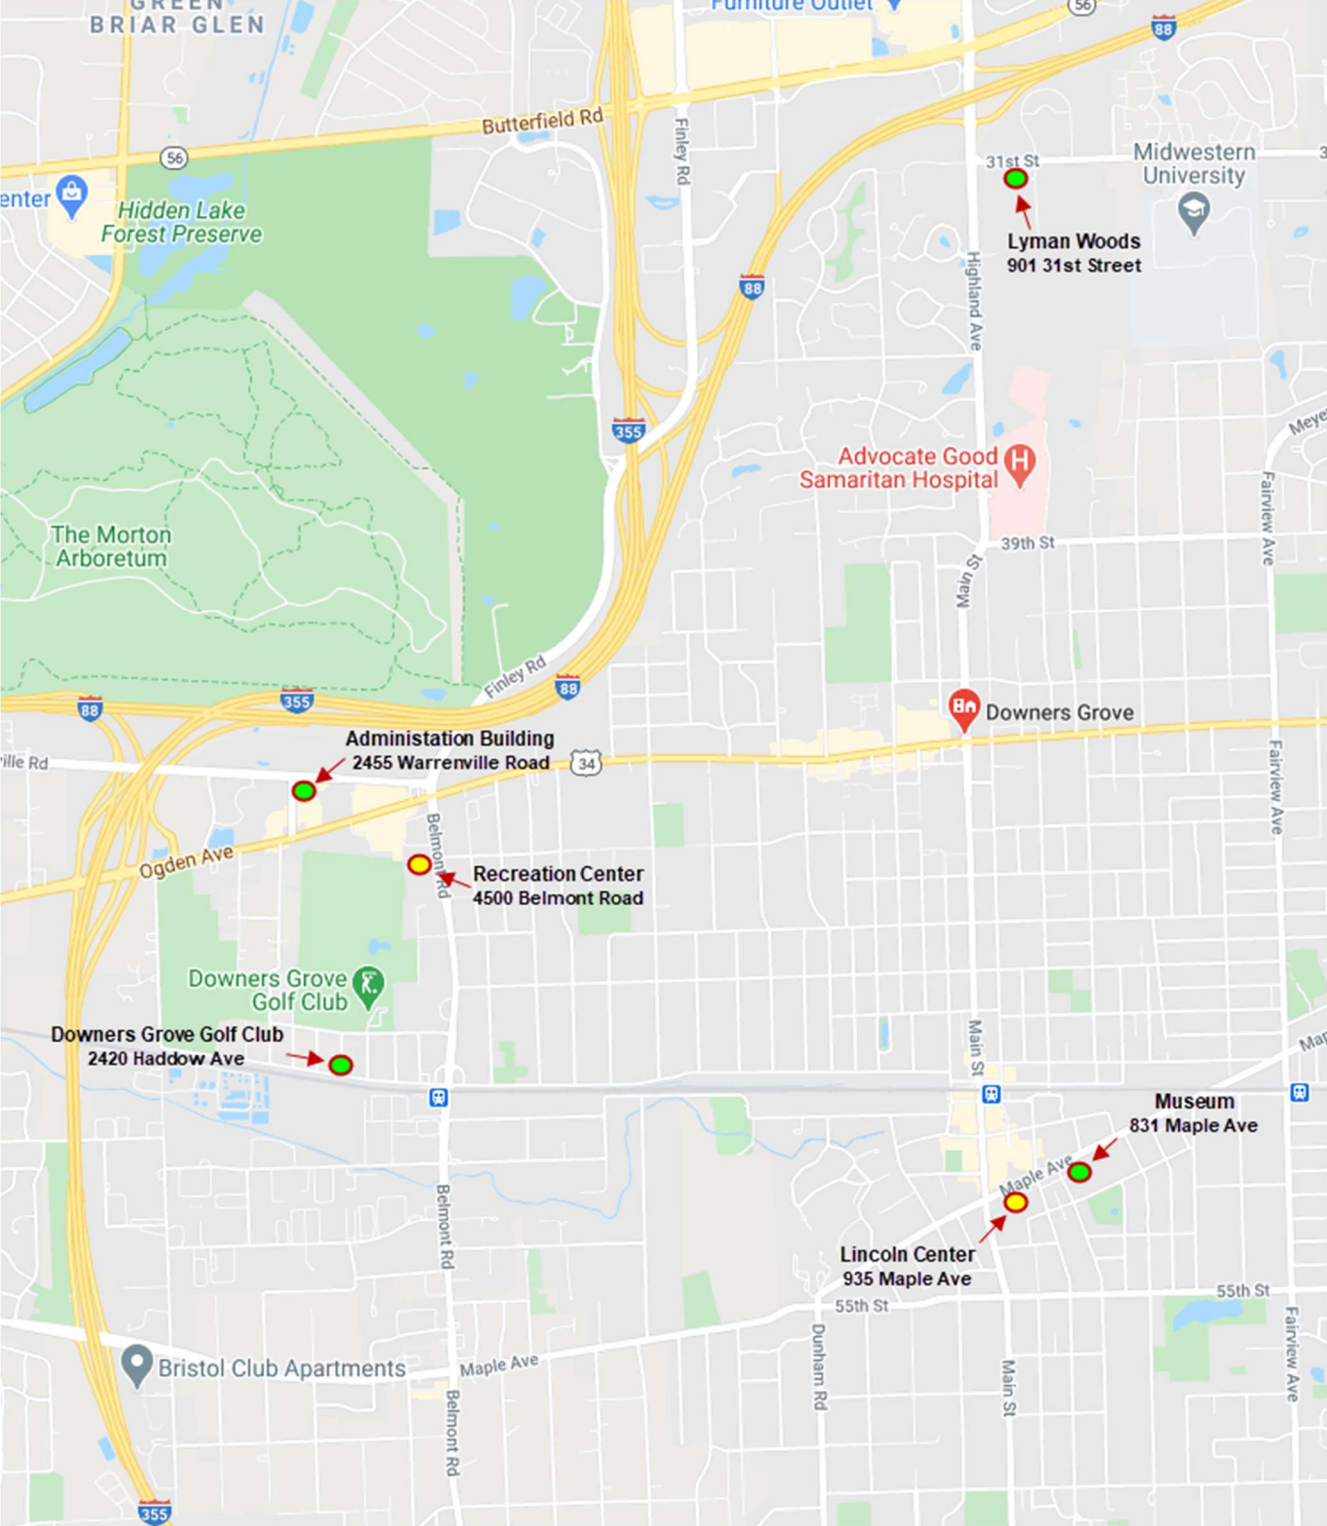 GREEN
BRIAR GLEN
Furniture Outlet
56
88
Butterfield Rd
Finley Rd
56
31st St
Midwestern
University
enter
Hidden Lake
Forest Preserve
Lyman Woods
901 31st Street
88
Highland Ave
355
Advocate Good
Samaritan Hospital
Meye
Fairview Ave
The Morton
Arboretum
39th St
Main St
Finley Rd
88
355
88
Downers Grove
Administation Building
2455 Warrenville Road
ille Rd
34
Fairview Ave
Belmont Rd
Ogden Ave
Recreation Center
4500 Belmont Road
Downers Grove
Golf Club
Downers Grove Golf Club
2420 Haddow Ave
Main St
Map
Museum
831 Maple Ave
Maple Ave
Belmont Rd
Lincoln Center
935 Maple Ave
55th St
55th St
Bristol Club Apartments
Maple Ave
Dunham Rd
Main St
Fairview Ave
Belmont Rd
355